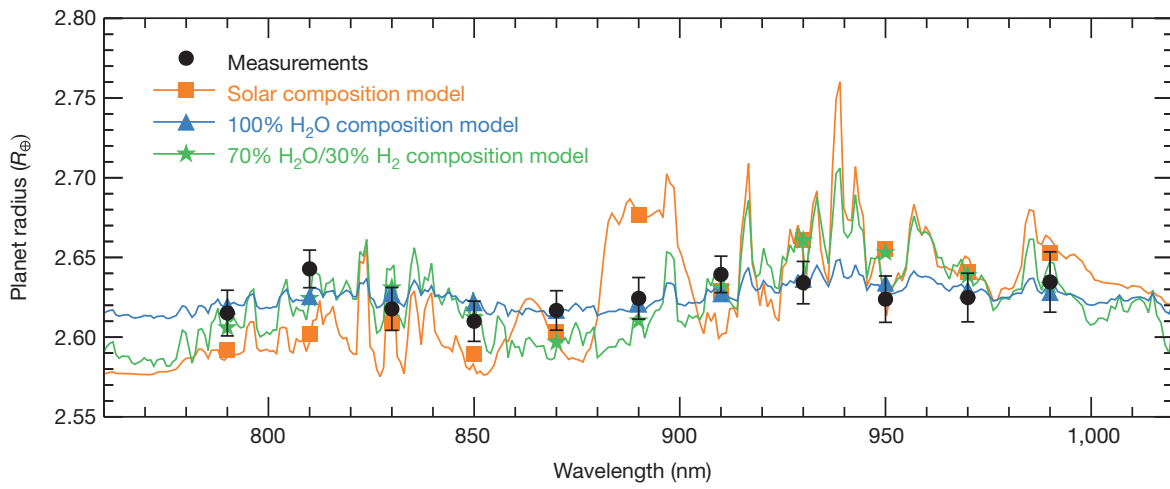 2.80
2.75
2.70
2.65
2.60
2.55
Planet radius (R⊕)
Measurements
Solar composition model
100% H₂O composition model
70% H₂O/30% H₂ composition model
800 850 900 950 1,000
Wavelength (nm)